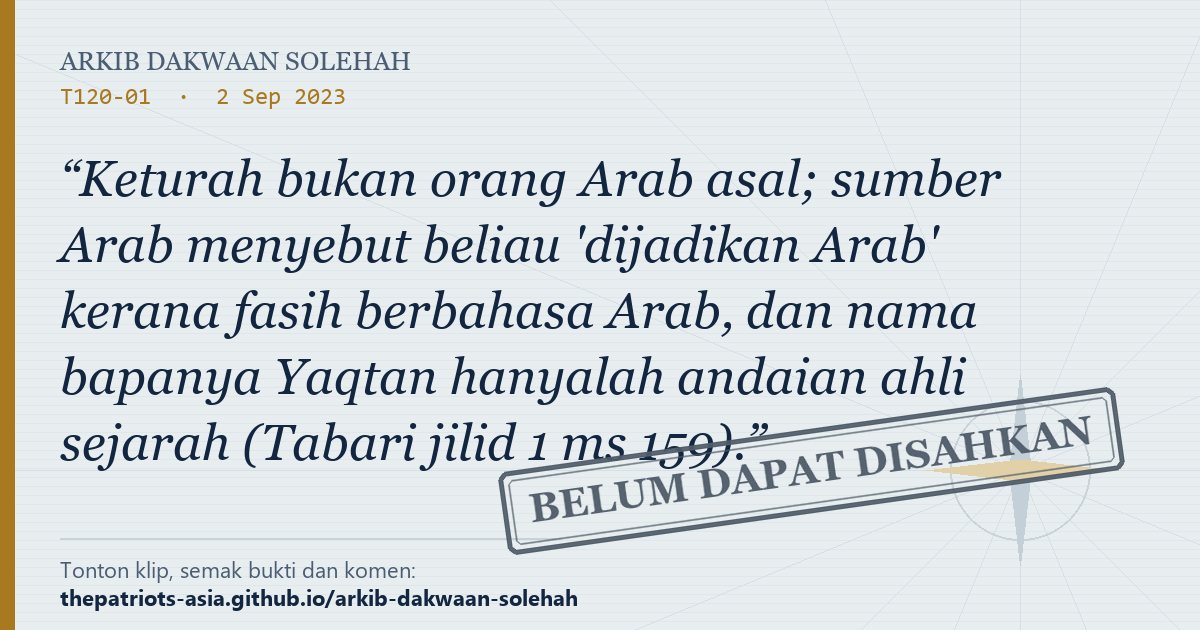 ARKIB DAKWAAN SOLEHAH
T120-01 · 2 Sep 2023
“Keturah bukan orang Arab asal; sumber
Arab menyebut beliau 'dijadikan Arab'
kerana fasih berbahasa Arab, dan nama
bapanya Yaqtan hanyalah andaian ahli
sejarah (Tabari jilid 1 ms 159).”
BELUM DAPAT DISAHKAN
Tonton klip, semak bukti dan komen:
thepatriots-asia.github.io/arkib-dakwaan-solehah